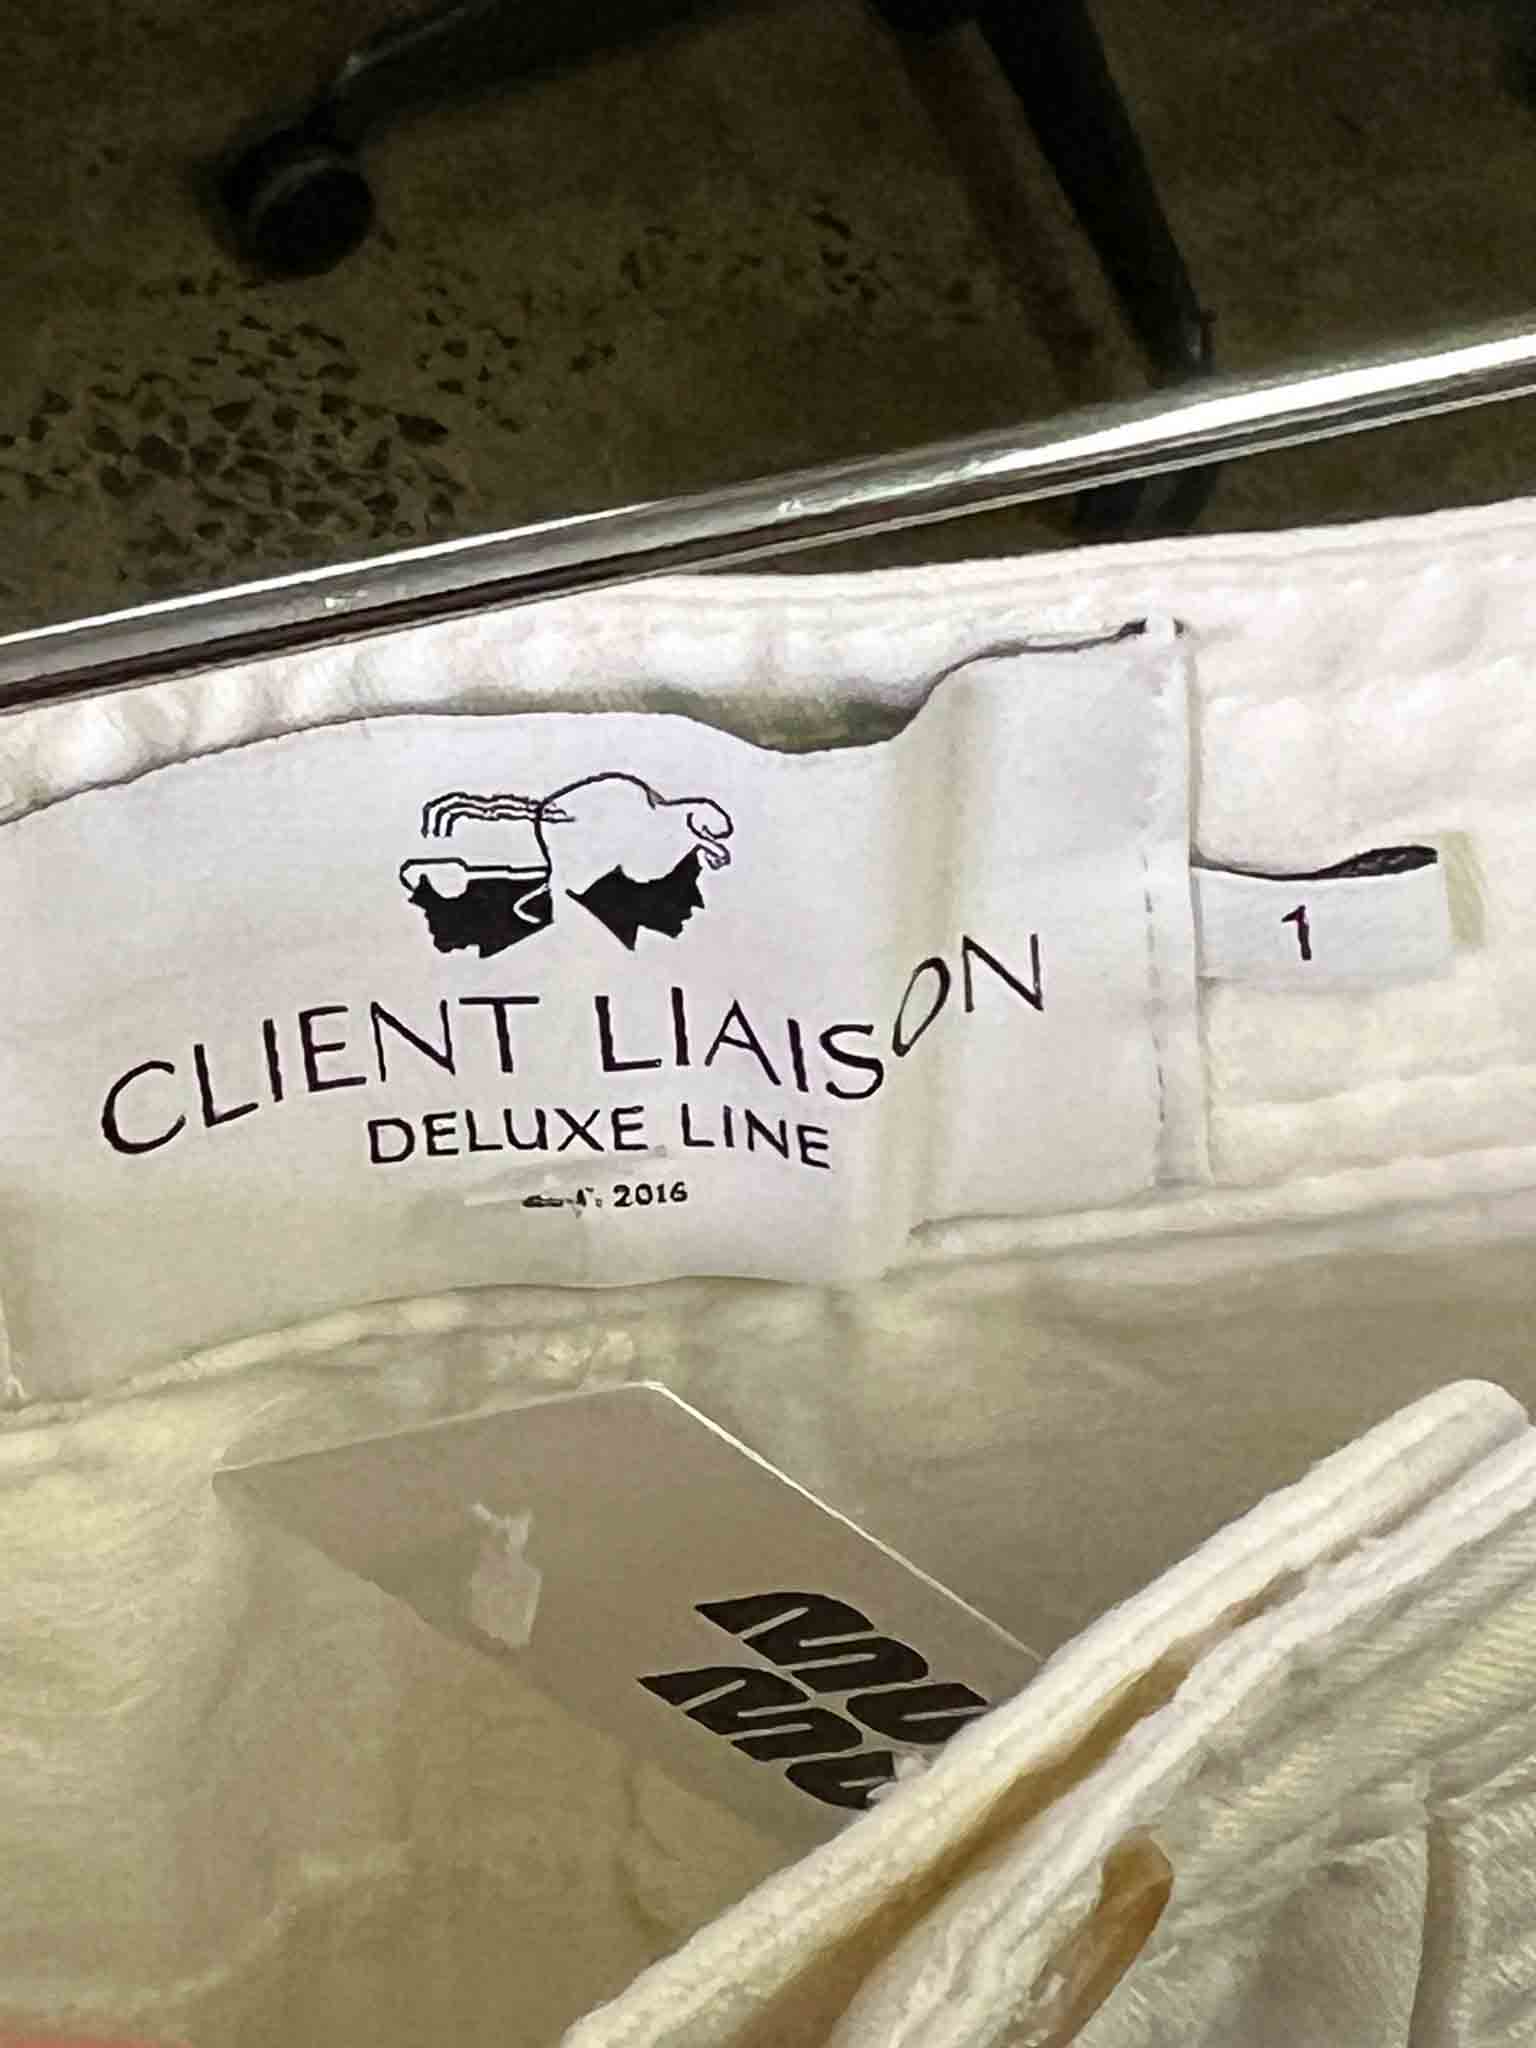 CLIENT LIAISON
DELUXE LINE
2016
1